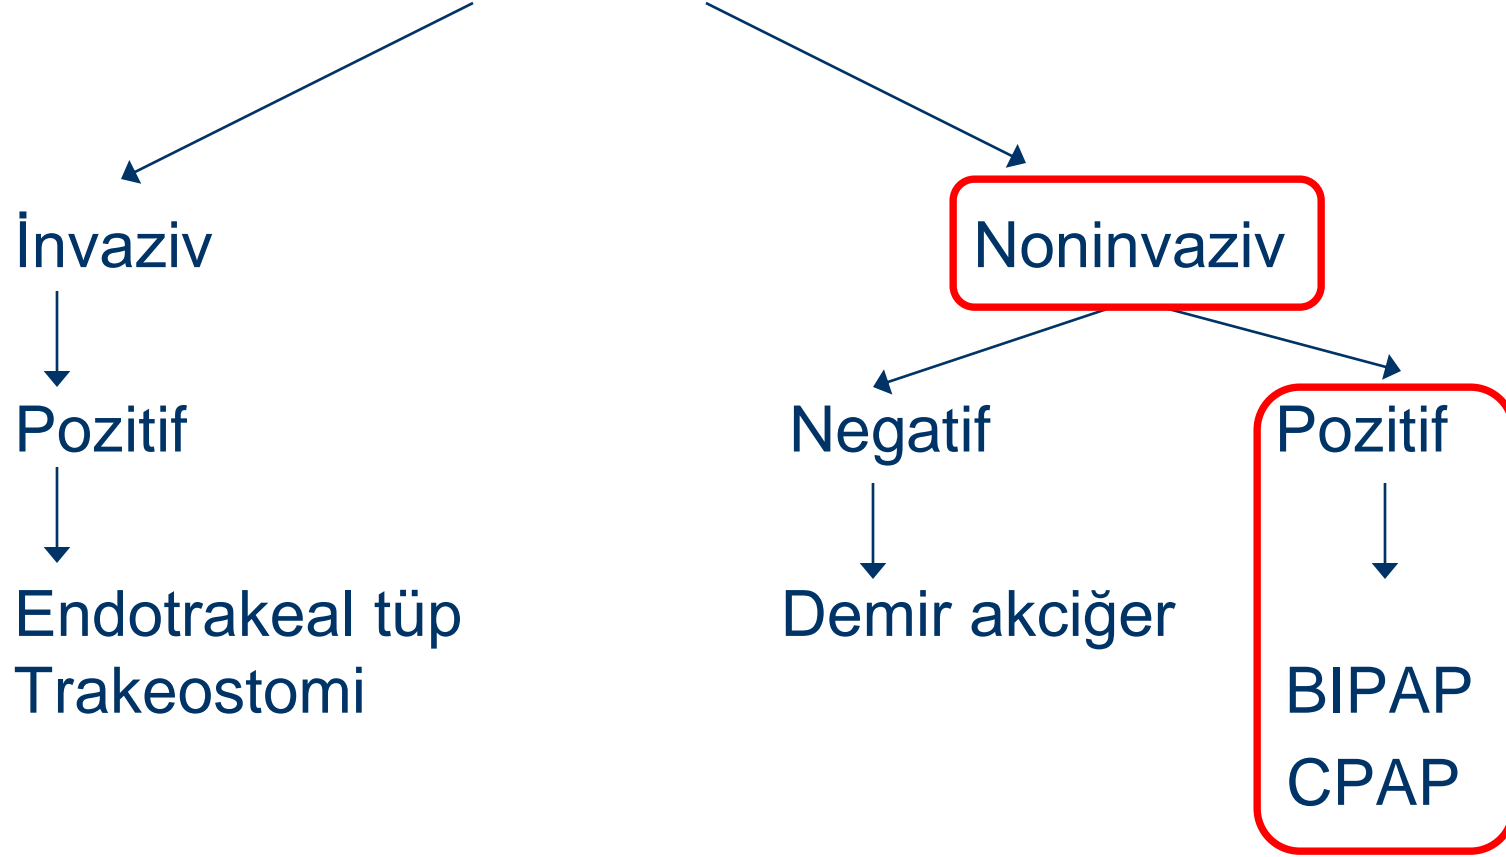 İnvaziv
Noninvaziv
Pozitif
Negatif
Pozitif
Endotrakeal tüp
Demir akciğer
Trakeostomi
BIPAP
CPAP